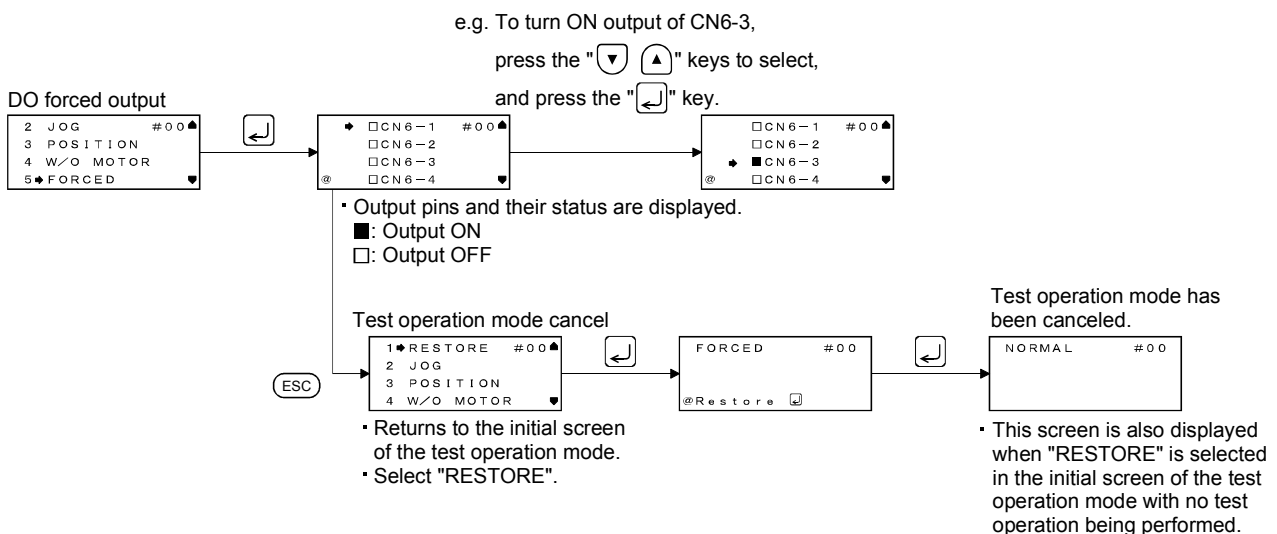 e.g. To turn ON output of CN6-3,
press the "▼ ▲" keys to select,
and press the "↵" key.
DO forced output
2 JOG #00▲
3 POSITION
4 W/O MOTOR
5➧FORCED ▼
↵
➧ □CN6-1 #00▲
□CN6-2
□CN6-3
@ □CN6-4 ▼
□CN6-1 #00▲
□CN6-2
➧ ■CN6-3
@ □CN6-4 ▼
▪ Output pins and their status are displayed.
■: Output ON
□: Output OFF
Test operation mode cancel
ESC
1➧RESTORE #00▲
2 JOG
3 POSITION
4 W/O MOTOR ▼
↵
FORCED #00
@Restore ↵
↵
Test operation mode has
been canceled.
NORMAL #00
▪ Returns to the initial screen
of the test operation mode.
▪ Select "RESTORE".
▪ This screen is also displayed
when "RESTORE" is selected
in the initial screen of the test
operation mode with no test
operation being performed.